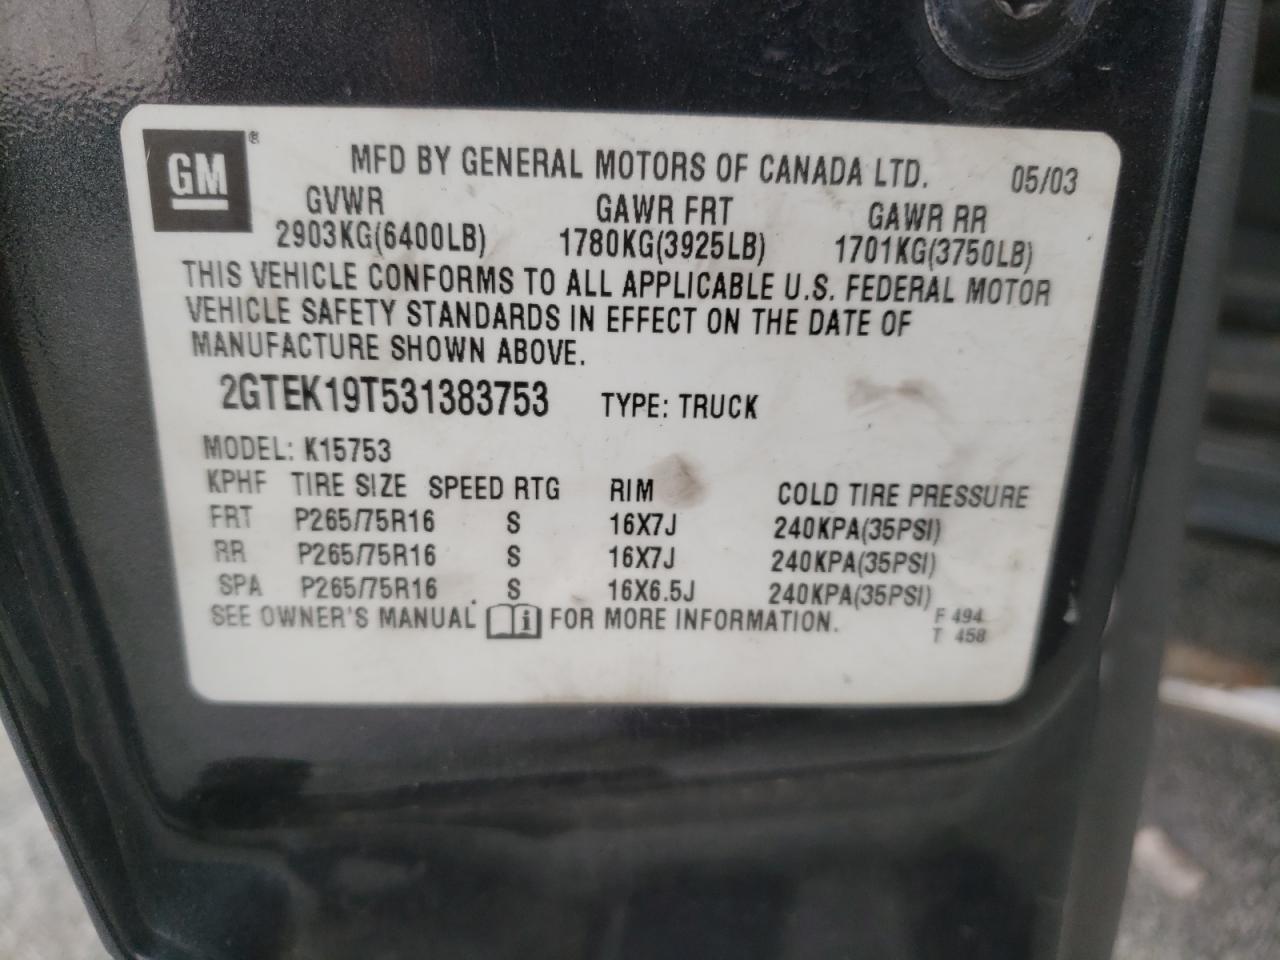 GM®
MFD BY GENERAL MOTORS OF CANADA LTD. 05/03
GVWR GAWR FRT GAWR RR
2903KG(6400LB) 1780KG(3925LB) 1701KG(3750LB)
THIS VEHICLE CONFORMS TO ALL APPLICABLE U.S. FEDERAL MOTOR
VEHICLE SAFETY STANDARDS IN EFFECT ON THE DATE OF
MANUFACTURE SHOWN ABOVE.
2GTEK19T531383753 TYPE: TRUCK
MODEL: K15753
KPHF TIRE SIZE SPEED RTG RIM COLD TIRE PRESSURE
FRT P265/75R16 S 16X7J 240KPA(35PSI)
RR P265/75R16 S 16X7J 240KPA(35PSI)
SPA P265/75R16 S 16X6.5J 240KPA(35PSI)
SEE OWNER'S MANUAL i FOR MORE INFORMATION. F 494
T 458